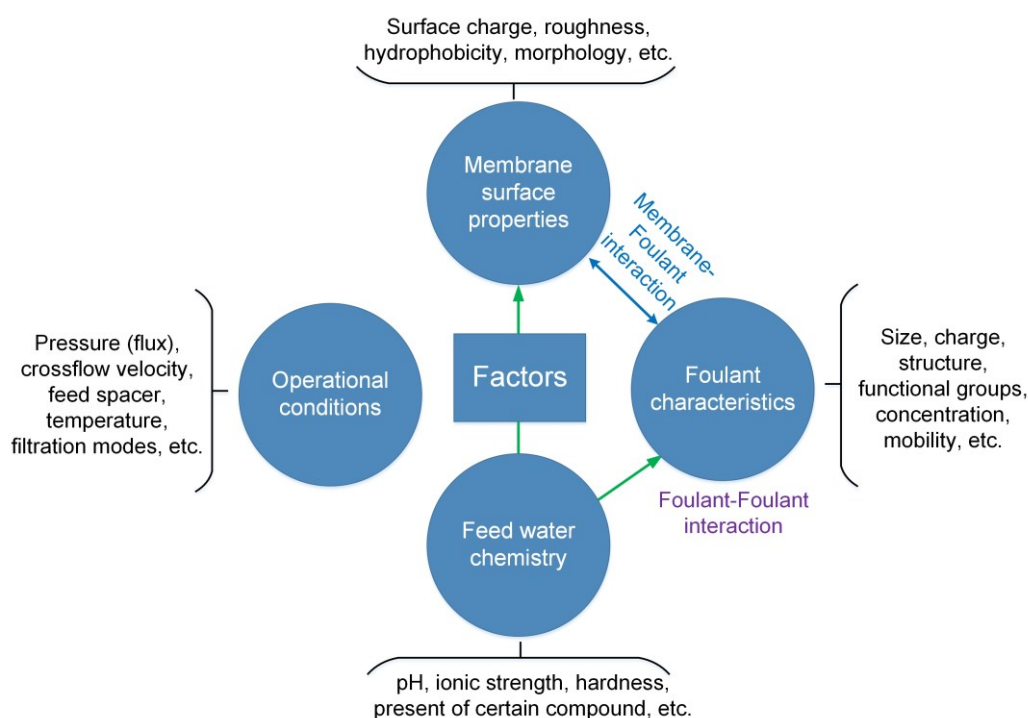 Surface charge, roughness,
hydrophobicity, morphology, etc.
Membrane
surface
properties
Membrane-
Foulant
interaction
Pressure (flux),
crossflow velocity,
feed spacer,
temperature,
filtration modes, etc.
Operational
conditions
Factors
Foulant
characteristics
Size, charge,
structure,
functional groups,
concentration,
mobility, etc.
Foulant-Foulant
interaction
Feed water
chemistry
pH, ionic strength, hardness,
present of certain compound, etc.